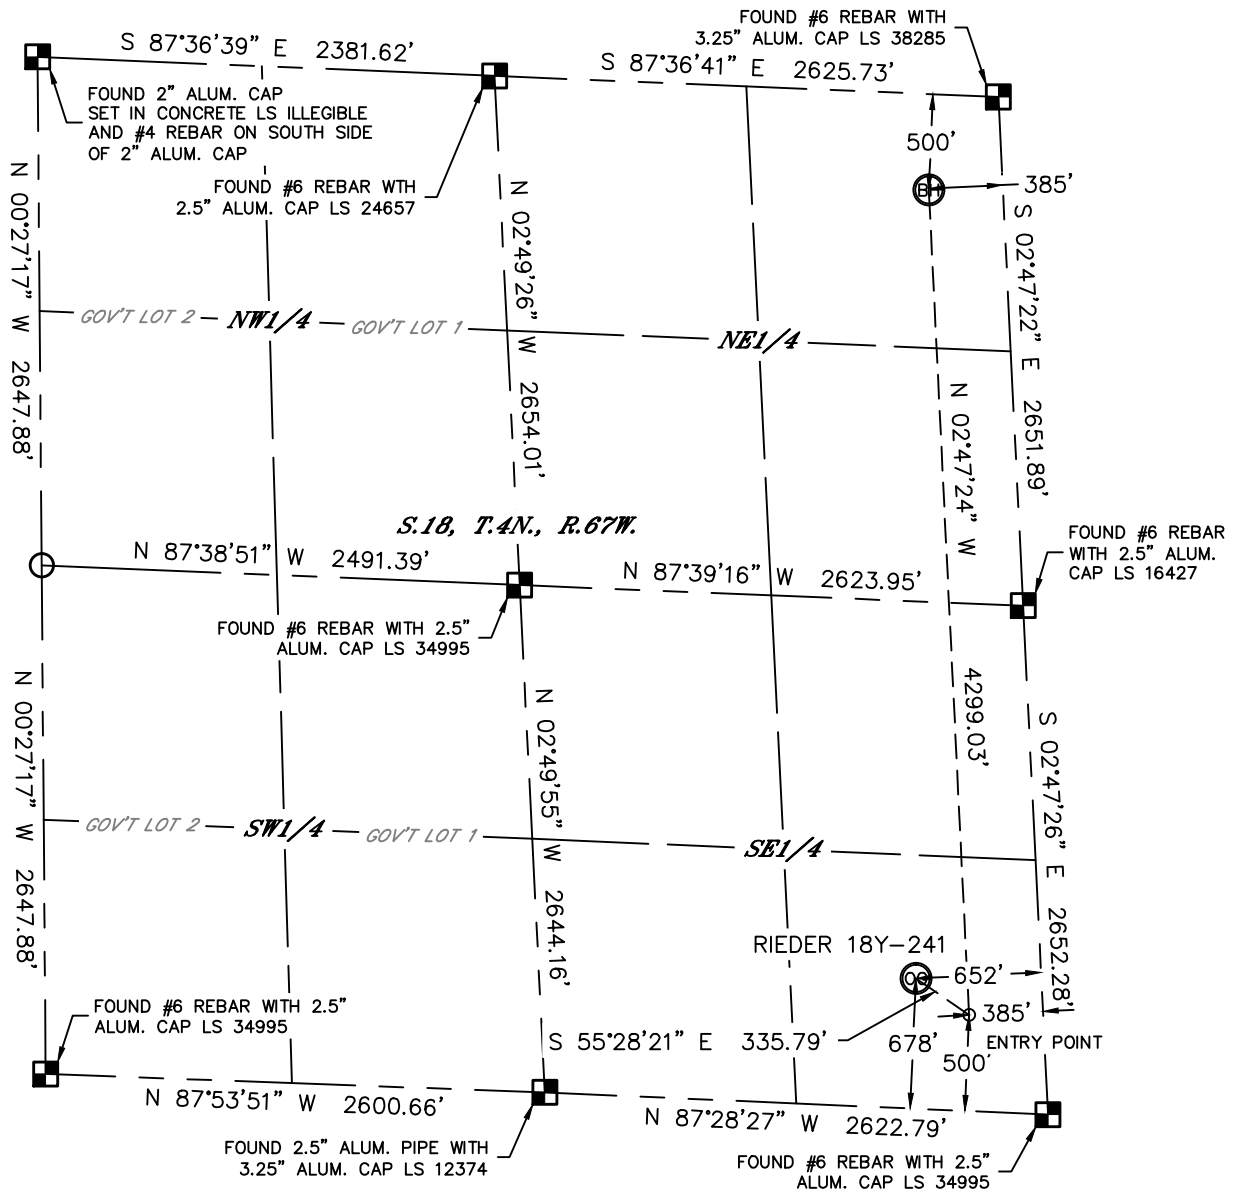 S 87°36'39" E 2381.62'
FOUND #6 REBAR WITH
3.25" ALUM. CAP LS 38285
S 87°36'41" E 2625.73'
FOUND 2" ALUM. CAP
SET IN CONCRETE LS ILLEGIBLE
AND #4 REBAR ON SOUTH SIDE
OF 2" ALUM. CAP
500'
BH
385'
FOUND #6 REBAR WTH
2.5" ALUM. CAP LS 24657
N 00°27'17" W 2647.88'
N 02°49'26" W 2654.01'
S 02°47'22" E 2651.89'
GOV'T LOT 2
NW1/4
GOV'T LOT 1
NE1/4
N 02°47'24" W 4299.03'
S.18, T.4N., R.67W.
N 87°38'51" W 2491.39'
N 87°39'16" W 2623.95'
FOUND #6 REBAR
WITH 2.5" ALUM.
CAP LS 16427
FOUND #6 REBAR WITH 2.5"
ALUM. CAP LS 34995
N 00°27'17" W 2647.88'
N 02°49'55" W 2644.16'
S 02°47'26" E 2652.28'
GOV'T LOT 2
SW1/4
GOV'T LOT 1
SE1/4
RIEDER 18Y-241
OG
652'
385'
S 55°28'21" E 335.79'
678'
ENTRY POINT
500'
FOUND #6 REBAR WITH 2.5"
ALUM. CAP LS 34995
N 87°53'51" W 2600.66'
N 87°28'27" W 2622.79'
FOUND 2.5" ALUM. PIPE WITH
3.25" ALUM. CAP LS 12374
FOUND #6 REBAR WITH 2.5"
ALUM. CAP LS 34995